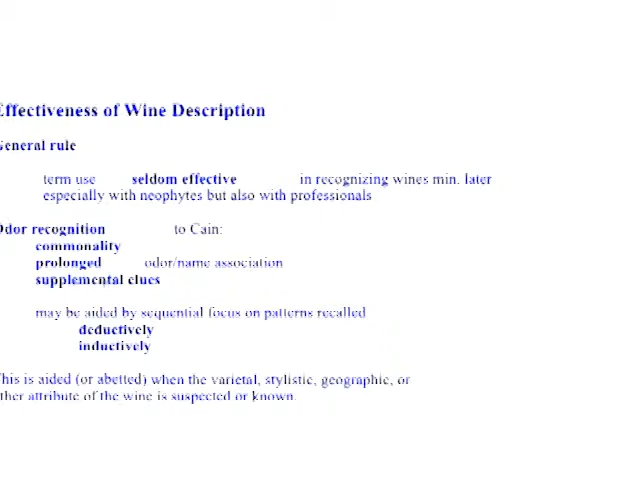 Effectiveness of Wine Description
General rule
term use seldom effective in recognizing wines min. later
especially with neophytes but also with professionals
Odor recognition to Cain:
commonality
prolonged odor/name association
supplemental clues
may be aided by sequential focus on patterns recalled
deductively
inductively
This is aided (or abetted) when the varietal, stylistic, geographic, or
other attribute of the wine is suspected or known.